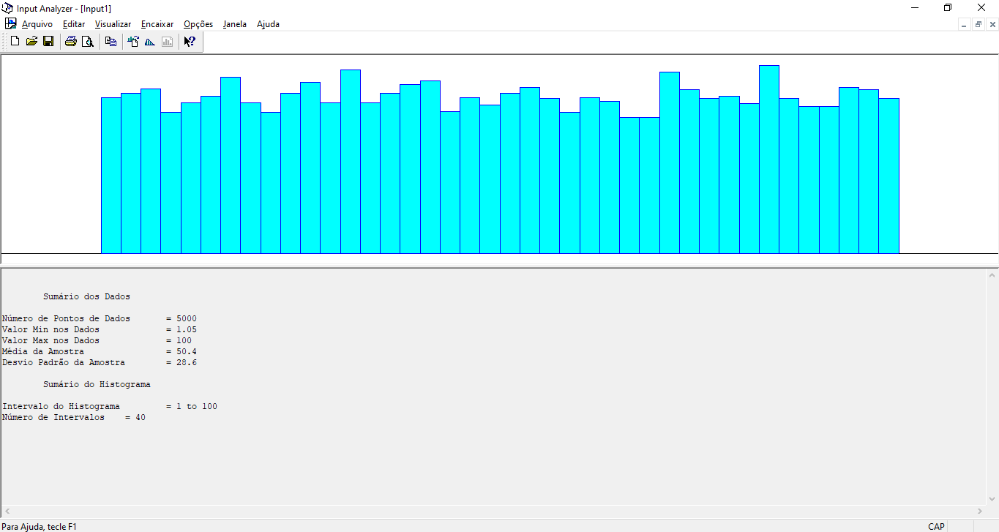 Input Analyzer - [Input1]
Arquivo Editar Visualizar Encaixar Opções Janela Ajuda
Sumário dos Dados
Número de Pontos de Dados = 5000
Valor Min nos Dados = 1.05
Valor Max nos Dados = 100
Média da Amostra = 50.4
Desvio Padrão da Amostra = 28.6
Sumário do Histograma
Intervalo do Histograma = 1 to 100
Número de Intervalos = 40
Para Ajuda, tecle F1 CAP